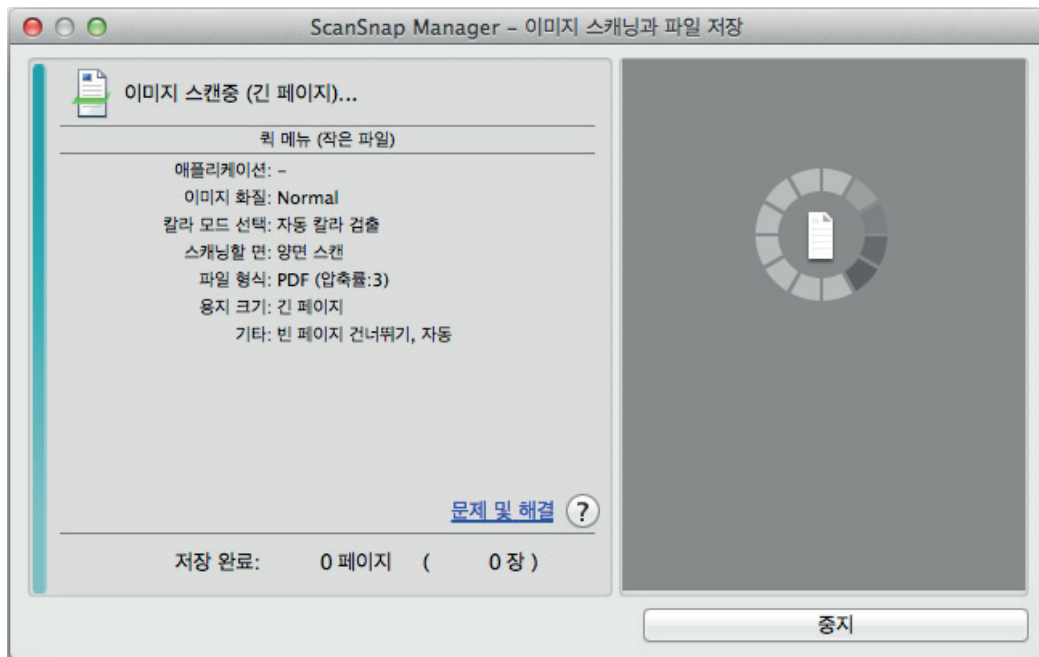 ScanSnap Manager – 이미지 스캐닝과 파일 저장
이미지 스캔중 (긴 페이지)...
퀵 메뉴 (작은 파일)
애플리케이션: –
이미지 화질: Normal
칼라 모드 선택: 자동 칼라 검출
스캐닝할 면: 양면 스캔
파일 형식: PDF (압축률:3)
용지 크기: 긴 페이지
기타: 빈 페이지 건너뛰기, 자동
문제 및 해결 ?
저장 완료: 0 페이지 ( 0 장 )
중지